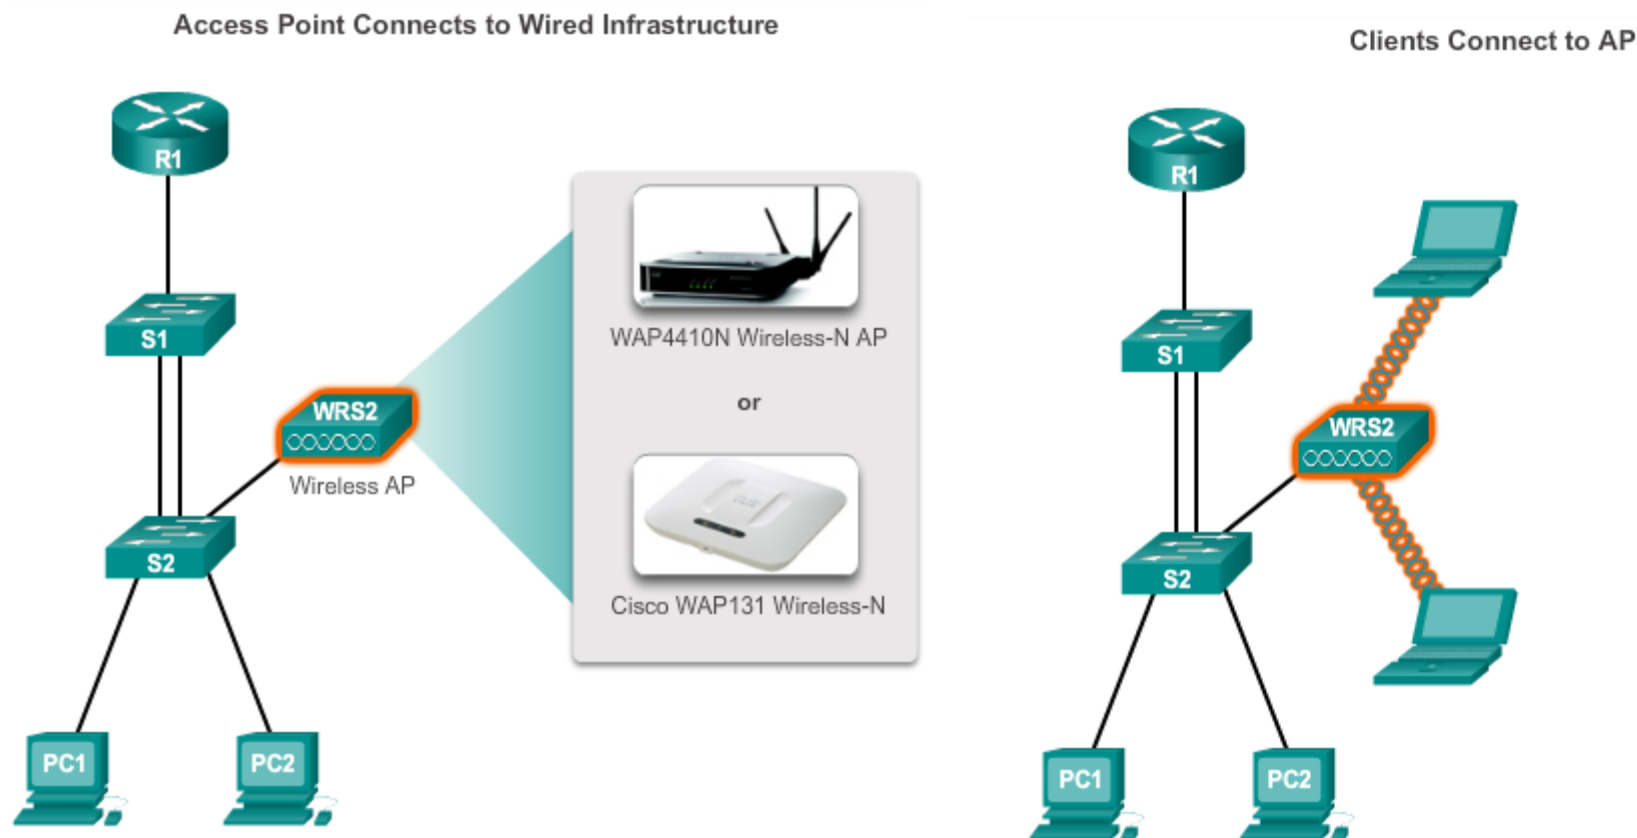 Access Point Connects to Wired Infrastructure
R1
S1
WRS2
Wireless AP
S2
PC1
PC2
WAP4410N Wireless-N AP
or
Cisco WAP131 Wireless-N
Clients Connect to AP
R1
S1
WRS2
S2
PC1
PC2